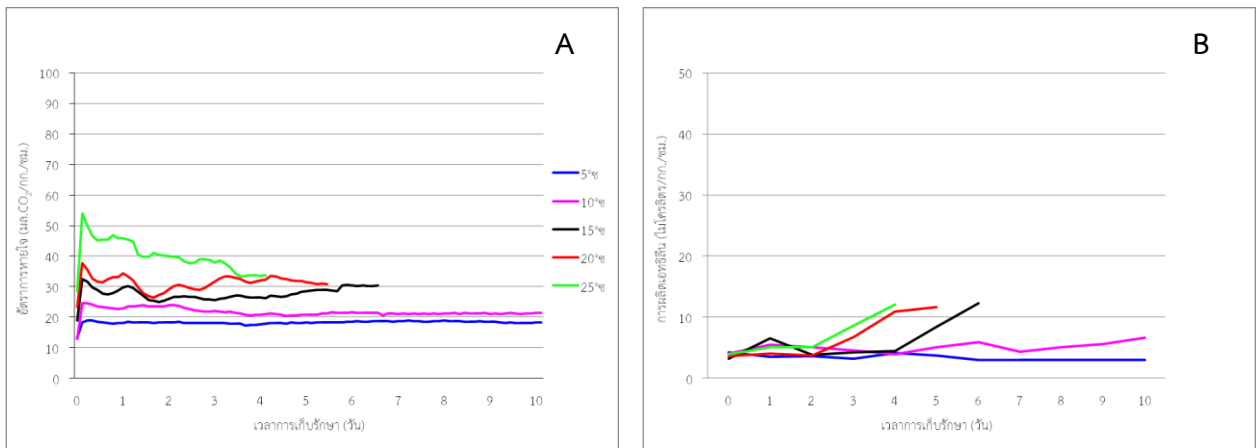 A
อัตราการหายใจ (มล.CO₂/กก./ชม.)
100
90
80
70
60
50
40
30
20
10
0
0 1 2 3 4 5 6 7 8 9 10
เวลาการเก็บรักษา (วัน)
5°ซ
10°ซ
15°ซ
20°ซ
25°ซ
B
การผลิตเอทธิลีน (ไมโครลิตร/กก./ชม.)
50
40
30
20
10
0
0 1 2 3 4 5 6 7 8 9 10
เวลาการเก็บรักษา (วัน)